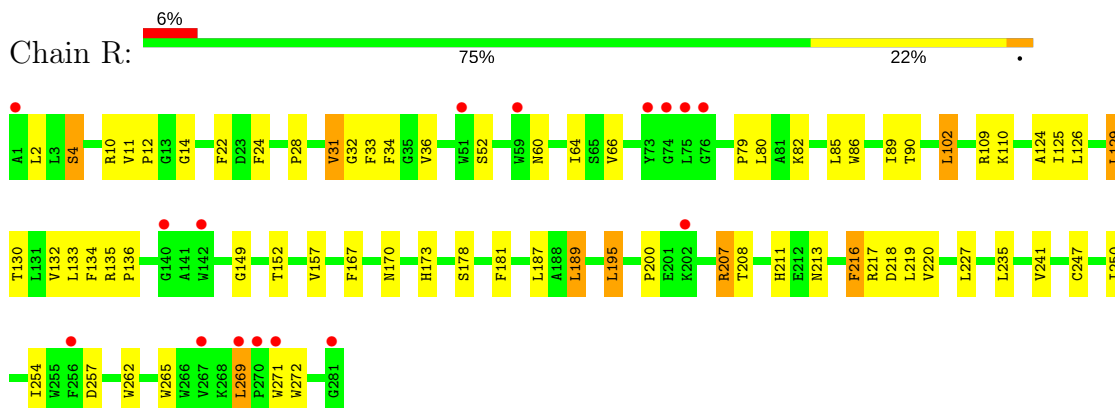 6%
Chain R:
75% 22% •
A1 L2 L3 S4 R10 V11 P12 G13 G14 F22 D23 F24 P28 V31 G32 F33 F34 G35 V36 W51 S52 W59 N60 I64 S65 V66 Y73 G74 L75 G76 P79 L80 A81 K82 L85 W86 I89 T90 L102 R109 K110 A124 I125 L126
T130 L131 V132 L133 F134 R135 P136 G140 A141 W142 G149 T152 V157 F167 N170 H173 S178 F181 L187 A188 L189 L195 P200 E201 K202 R207 T208 H211 E212 N213 F216 R217 D218 L219 V220 L227 L235 V241 C247
I254 W255 F256 D257 W262 W265 W266 V267 K268 L269 P270 W271 W272 G281